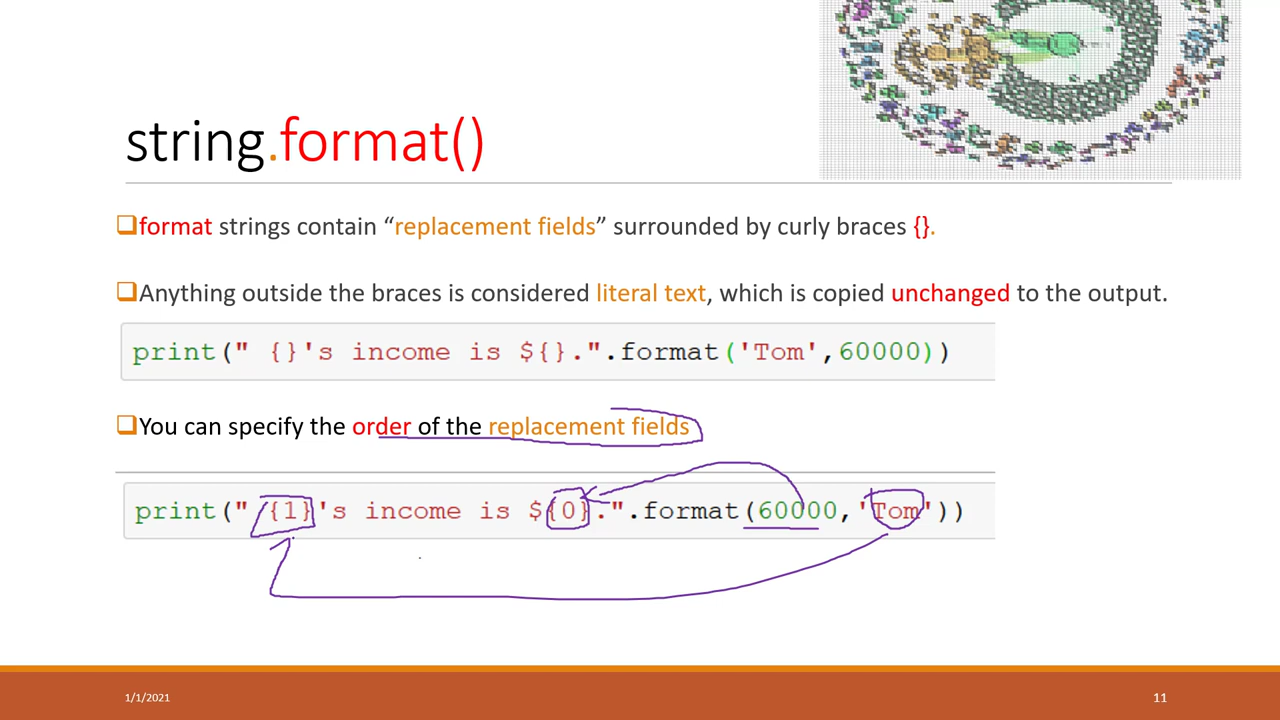 string.format()
format strings contain “replacement fields” surrounded by curly braces {}.
Anything outside the braces is considered literal text, which is copied unchanged to the output.
print(" {}'s income is ${}.".format('Tom',60000))
You can specify the order of the replacement fields
print(" {1}'s income is ${0}.".format(60000,'Tom'))
1/1/2021
11